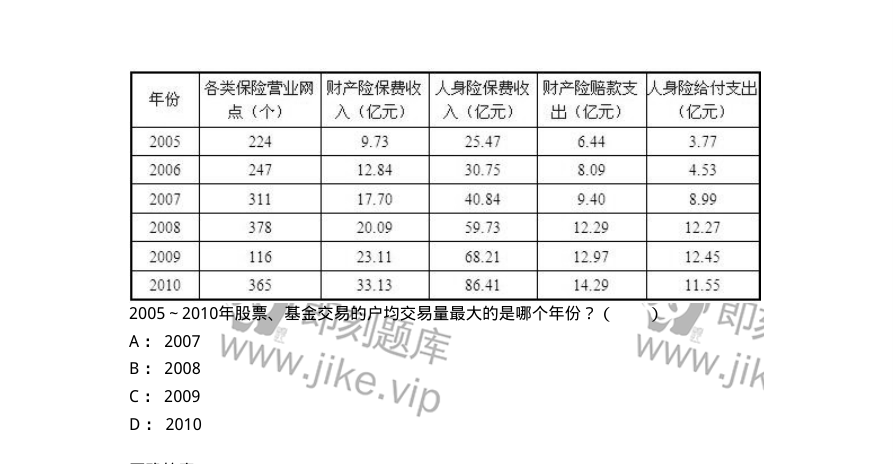 年份 各类保险营业网点（个） 财产险保费收入（亿元） 人身险保费收入（亿元） 财产险赔款支出（亿元） 人身险给付支出（亿元）
2005 224 9.73 25.47 6.44 3.77
2006 247 12.84 30.75 8.09 4.53
2007 311 17.70 40.84 9.40 8.99
2008 378 20.09 59.73 12.29 12.27
2009 116 23.11 68.21 12.97 12.45
2010 365 33.13 86.41 14.29 11.55
2005～2010年股票、基金交易的户均交易量最大的是哪个年份？（ ）
A： 2007
B： 2008
C： 2009
D： 2010
即刻题库
www.jike.vip
即刻
www.jik